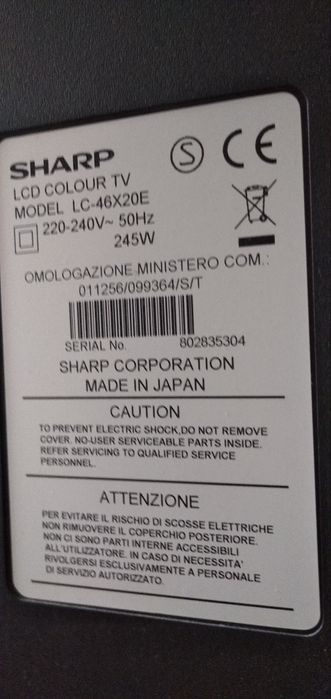 SHARP
S CE
LCD COLOUR TV
MODEL LC-46X20E
220-240V~ 50Hz
245W
OMOLOGAZIONE MINISTERO COM.:
011256/099364/S/T
SERIAL No. 802835304
SHARP CORPORATION
MADE IN JAPAN
CAUTION
TO PREVENT ELECTRIC SHOCK,DO NOT REMOVE
COVER. NO-USER SERVICEABLE PARTS INSIDE.
REFER SERVICING TO QUALIFIED SERVICE
PERSONNEL.
ATTENZIONE
PER EVITARE IL RISCHIO DI SCOSSE ELETTRICHE
NON RIMUOVERE IL COPERCHIO POSTERIORE.
NON CI SONO PARTI INTERNE ACCESSIBILI
ALL'UTILIZZATORE. IN CASO DI NECESSITA'
RIVOLGERSI ESCLUSIVAMENTE A PERSONALE
DI SERVIZIO AUTORIZZATO.